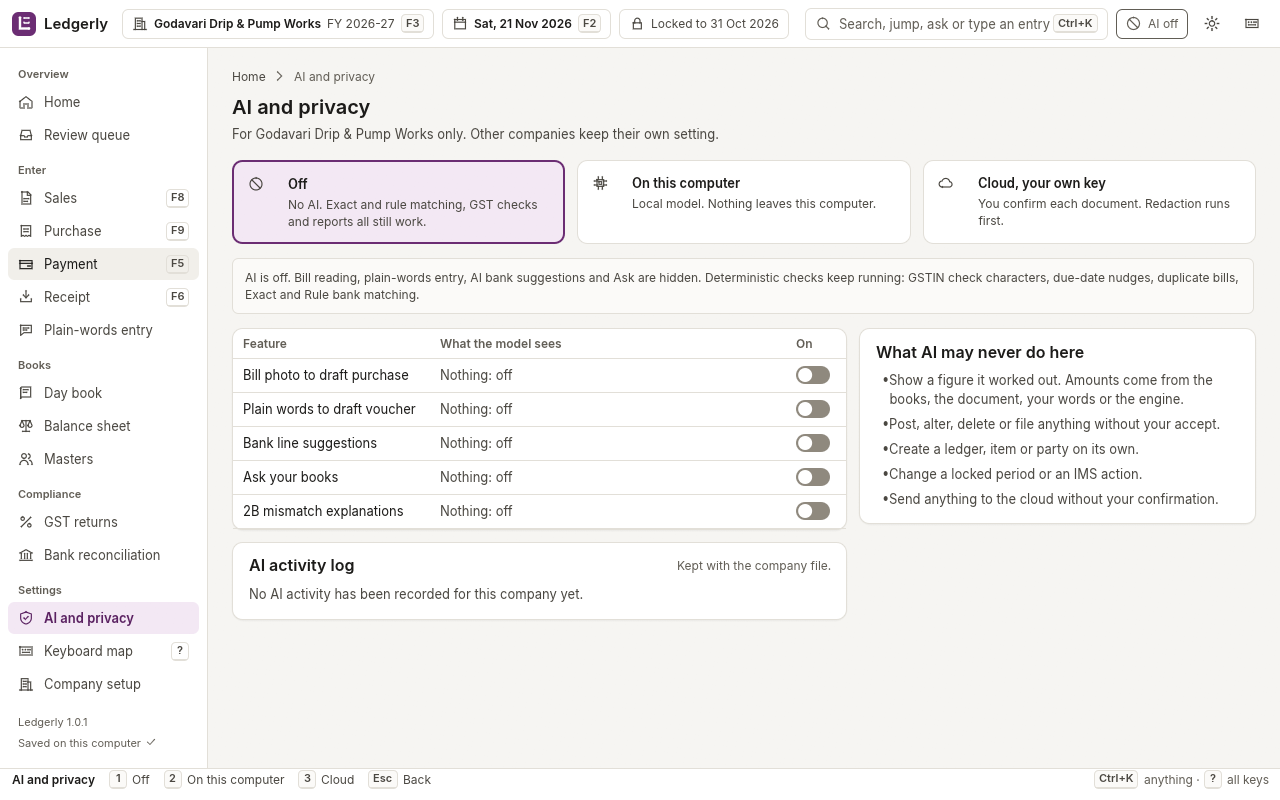 Ledgerly
Godavari Drip & Pump Works FY 2026-27 F3
Sat, 21 Nov 2026 F2
Locked to 31 Oct 2026
Search, jump, ask or type an entry Ctrl+K
AI off
Overview
Home
Review queue
Enter
Sales F8
Purchase F9
Payment F5
Receipt F6
Plain-words entry
Books
Day book
Balance sheet
Masters
Compliance
GST returns
Bank reconciliation
Settings
AI and privacy
Keyboard map ?
Company setup
Ledgerly 1.0.1
Saved on this computer
Home > AI and privacy
AI and privacy
For Godavari Drip & Pump Works only. Other companies keep their own setting.
Off
No AI. Exact and rule matching, GST checks
and reports all still work.
On this computer
Local model. Nothing leaves this computer.
Cloud, your own key
You confirm each document. Redaction runs
first.
AI is off. Bill reading, plain-words entry, AI bank suggestions and Ask are hidden. Deterministic checks keep running: GSTIN check characters, due-date nudges, duplicate bills,
Exact and Rule bank matching.
Feature What the model sees On
Bill photo to draft purchase Nothing: off
Plain words to draft voucher Nothing: off
Bank line suggestions Nothing: off
Ask your books Nothing: off
2B mismatch explanations Nothing: off
What AI may never do here
•Show a figure it worked out. Amounts come from the
books, the document, your words or the engine.
•Post, alter, delete or file anything without your accept.
•Create a ledger, item or party on its own.
•Change a locked period or an IMS action.
•Send anything to the cloud without your confirmation.
AI activity log Kept with the company file.
No AI activity has been recorded for this company yet.
AI and privacy 1 Off 2 On this computer 3 Cloud Esc Back
Ctrl+K anything · ? all keys